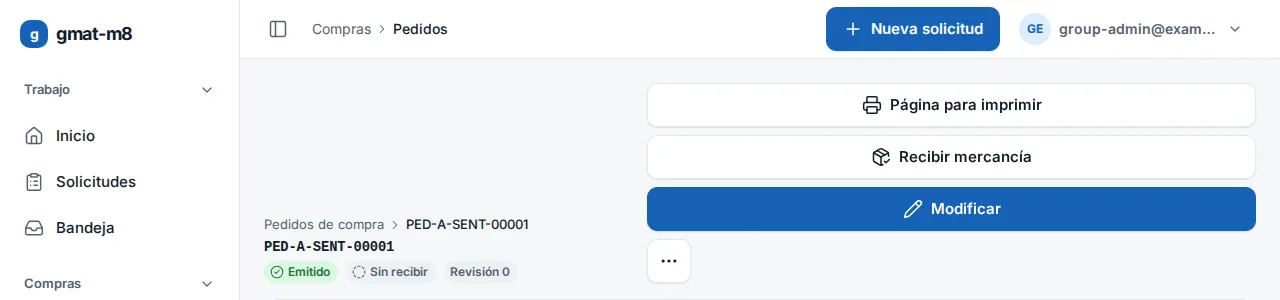 g gmat-m8
Compras > Pedidos
Nueva solicitud
GE group-admin@exam...
Trabajo
Inicio
Solicitudes
Bandeja
Compras
Página para imprimir
Recibir mercancía
Modificar
...
Pedidos de compra > PED-A-SENT-00001
PED-A-SENT-00001
Emitido Sin recibir Revisión 0